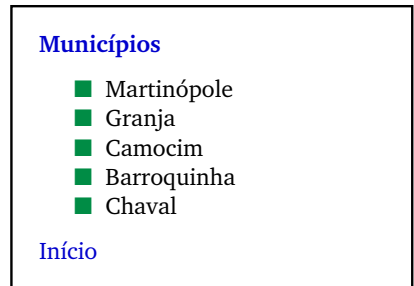 Municípios
Martinópole
Granja
Camocim
Barroquinha
Chaval
Início